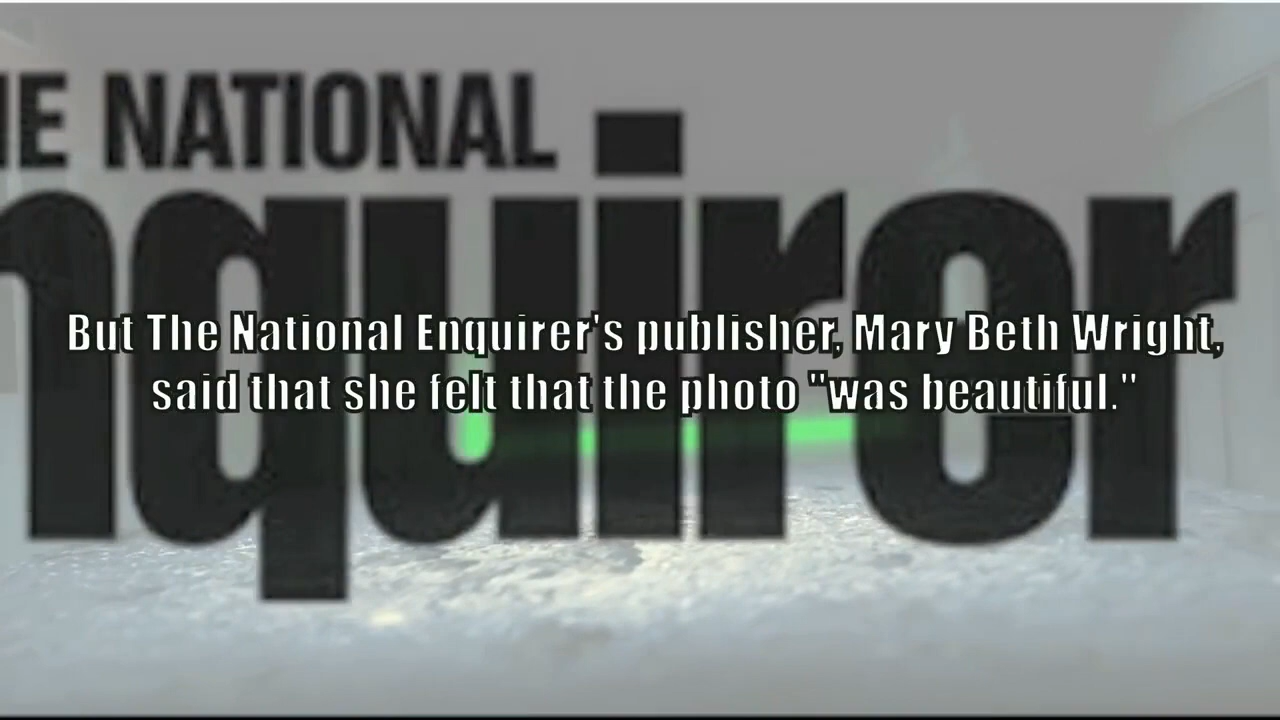 HE NATIONAL
nquirer
But The National Enquirer's publisher, Mary Beth Wright,
said that she felt that the photo "was beautiful."